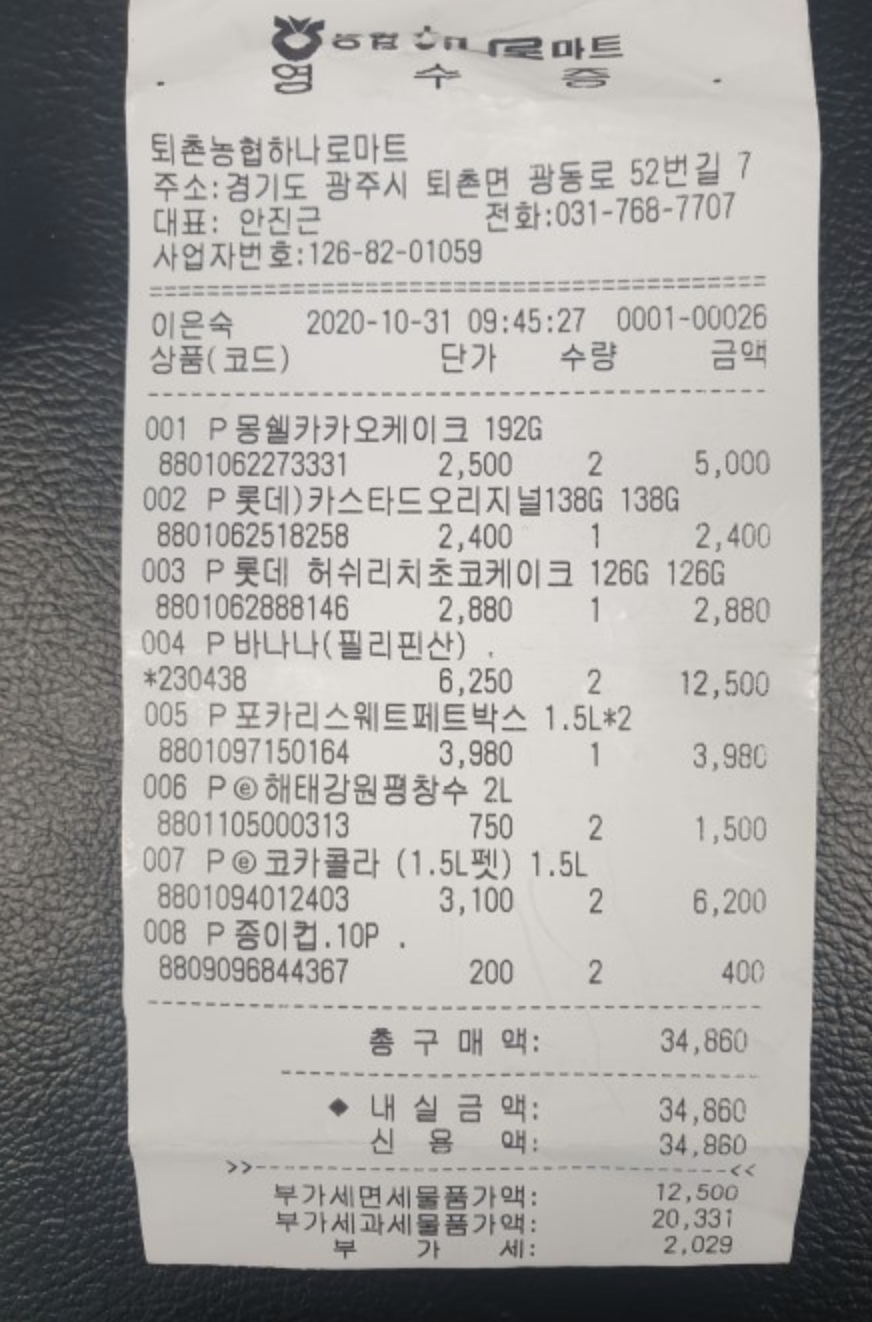 농협 하나로마트
영 수 증
퇴촌농협하나로마트
주소:경기도 광주시 퇴촌면 광동로 52번길 7
대표: 안진근 전화:031-768-7707
사업자번호:126-82-01059
========================================
이은숙 2020-10-31 09:45:27 0001-00026
상품(코드) 단가 수량 금액
----------------------------------------
001 P 몽쉘카카오케이크 192G
8801062273331 2,500 2 5,000
002 P 롯데)카스타드오리지널138G 138G
8801062518258 2,400 1 2,400
003 P 롯데 허쉬리치초코케이크 126G 126G
8801062888146 2,880 1 2,880
004 P 바나나(필리핀산) .
*230438 6,250 2 12,500
005 P 포카리스웨트페트박스 1.5L*2
8801097150164 3,980 1 3,980
006 P ⓔ해태강원평창수 2L
8801105000313 750 2 1,500
007 P ⓔ코카콜라 (1.5L펫) 1.5L
8801094012403 3,100 2 6,200
008 P 종이컵.10P .
8809096844367 200 2 400
----------------------------------------
총 구 매 액: 34,860
--------------------------------
◆ 내 실 금 액: 34,860
신 용 액: 34,860
>>--------------------------------<<
부가세면세물품가액: 12,500
부가세과세물품가액: 20,331
부 가 세: 2,029